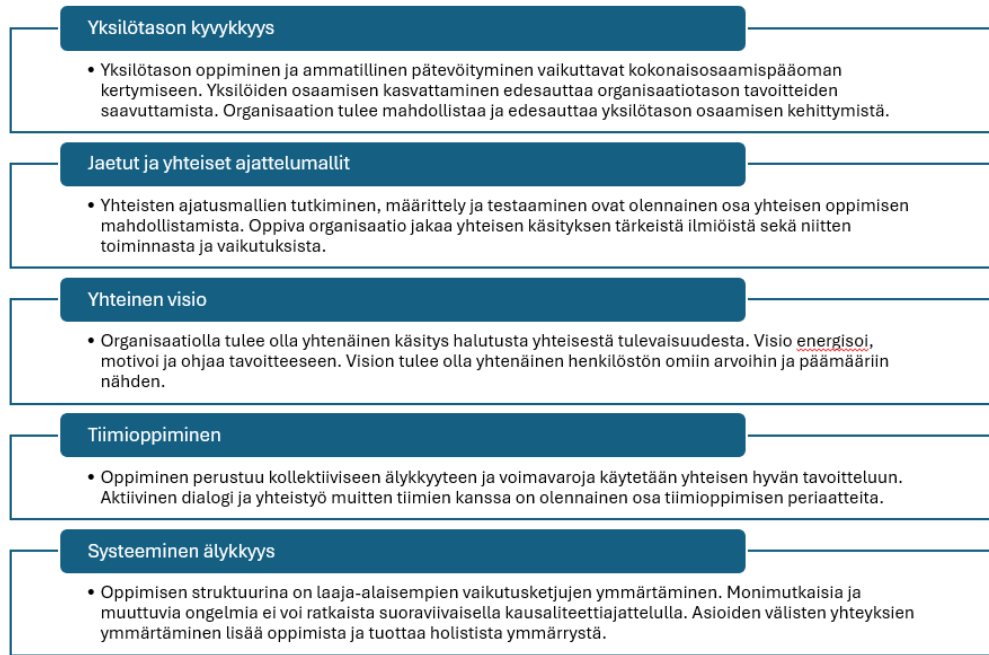 Yksilötason kyvykkyys
• Yksilötason oppiminen ja ammatillinen pätevöityminen vaikuttavat kokonaisosaamispääoman
kertymiseen. Yksilöiden osaamisen kasvattaminen edesauttaa organisaatiotason tavoitteiden
saavuttamista. Organisaation tulee mahdollistaa ja edesauttaa yksilötason osaamisen kehittymistä.
Jaetut ja yhteiset ajattelumallit
• Yhteisten ajatusmallien tutkiminen, määrittely ja testaaminen ovat olennainen osa yhteisen oppimisen
mahdollistamista. Oppiva organisaatio jakaa yhteisen käsityksen tärkeistä ilmiöistä sekä niitten
toiminnasta ja vaikutuksista.
Yhteinen visio
• Organisaatiolla tulee olla yhtenäinen käsitys halutusta yhteisestä tulevaisuudesta. Visio energisoi,
motivoi ja ohjaa tavoitteeseen. Vision tulee olla yhtenäinen henkilöstön omiin arvoihin ja päämääriin
nähden.
Tiimioppiminen
• Oppiminen perustuu kollektiiviseen älykkyyteen ja voimavaroja käytetään yhteisen hyvän tavoitteluun.
Aktiivinen dialogi ja yhteistyö muitten tiimien kanssa on olennainen osa tiimioppimisen periaatteita.
Systeeminen älykkyys
• Oppimisen struktuurina on laaja-alaisempien vaikutusketjujen ymmärtäminen. Monimutkaisia ja
muuttuvia ongelmia ei voi ratkaista suoraviivaisella kausaliteettiajattelulla. Asioiden välisten yhteyksien
ymmärtäminen lisää oppimista ja tuottaa holistista ymmärrystä.